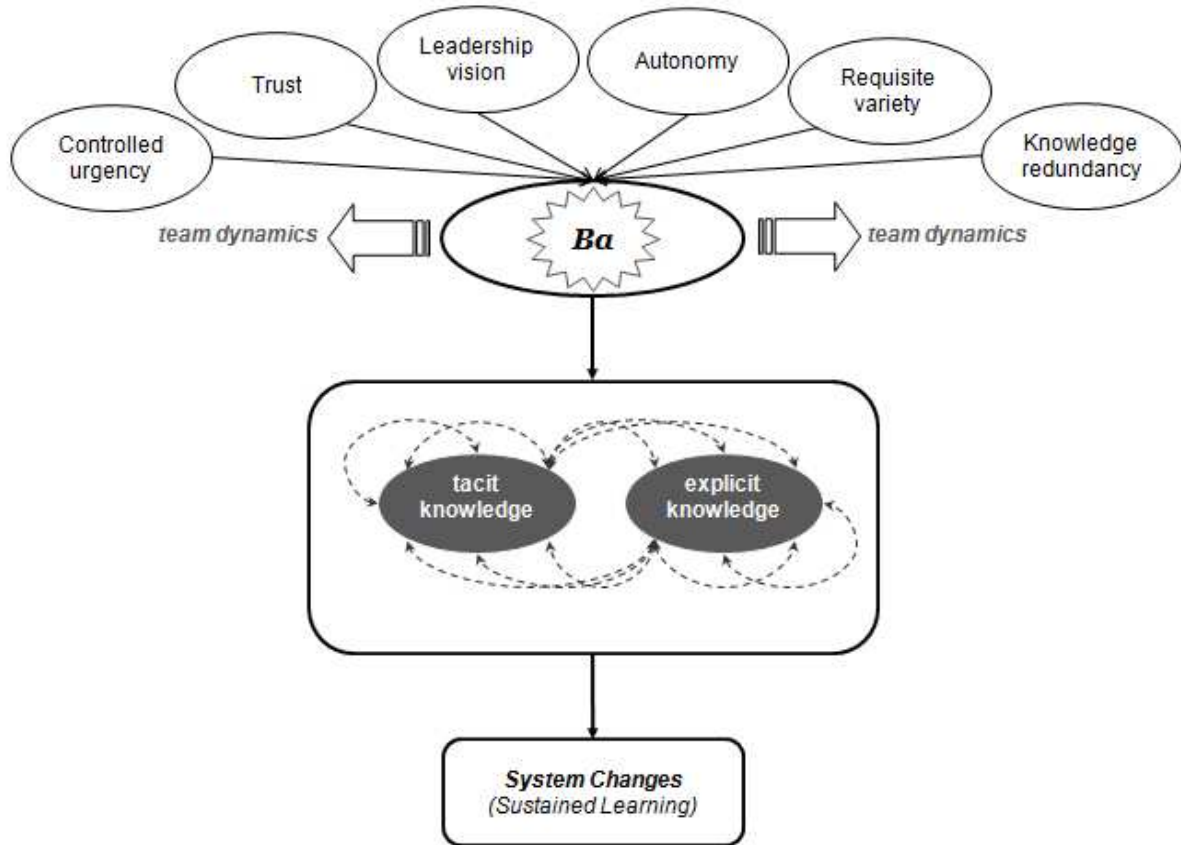 Leadership
vision
Autonomy
Trust
Requisite
variety
Controlled
urgency
Knowledge
redundancy
team dynamics
Ba
team dynamics
tacit
knowledge
explicit
knowledge
System Changes
(Sustained Learning)